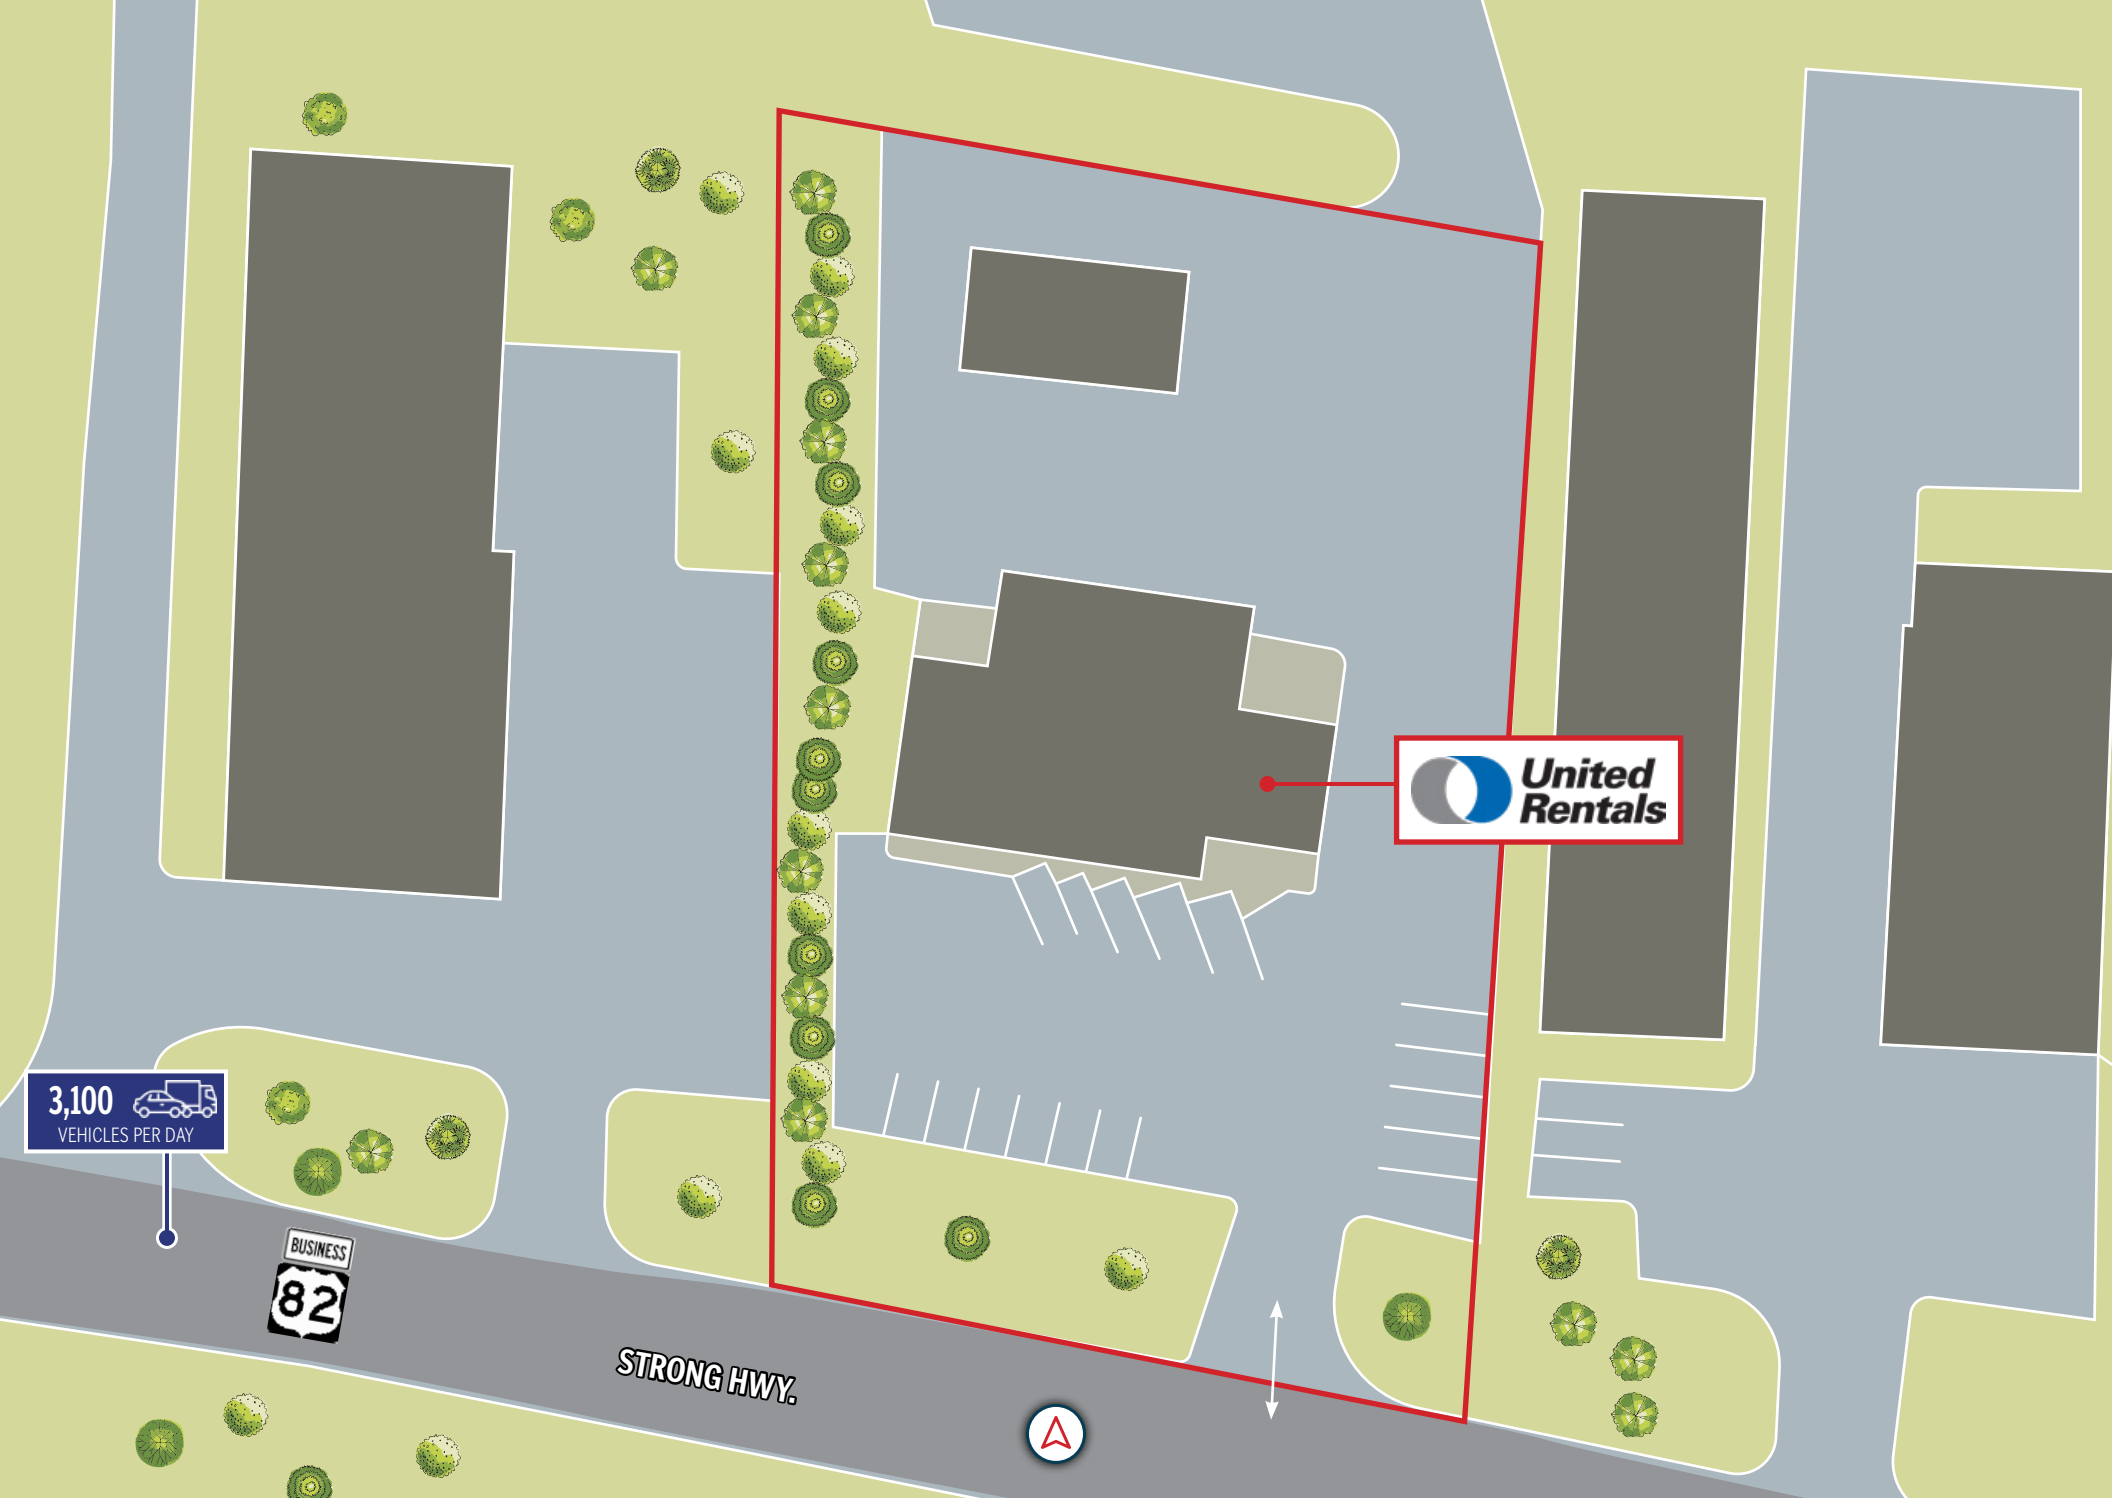 United
Rentals
3,100
VEHICLES PER DAY
BUSINESS
82
STRONG HWY.